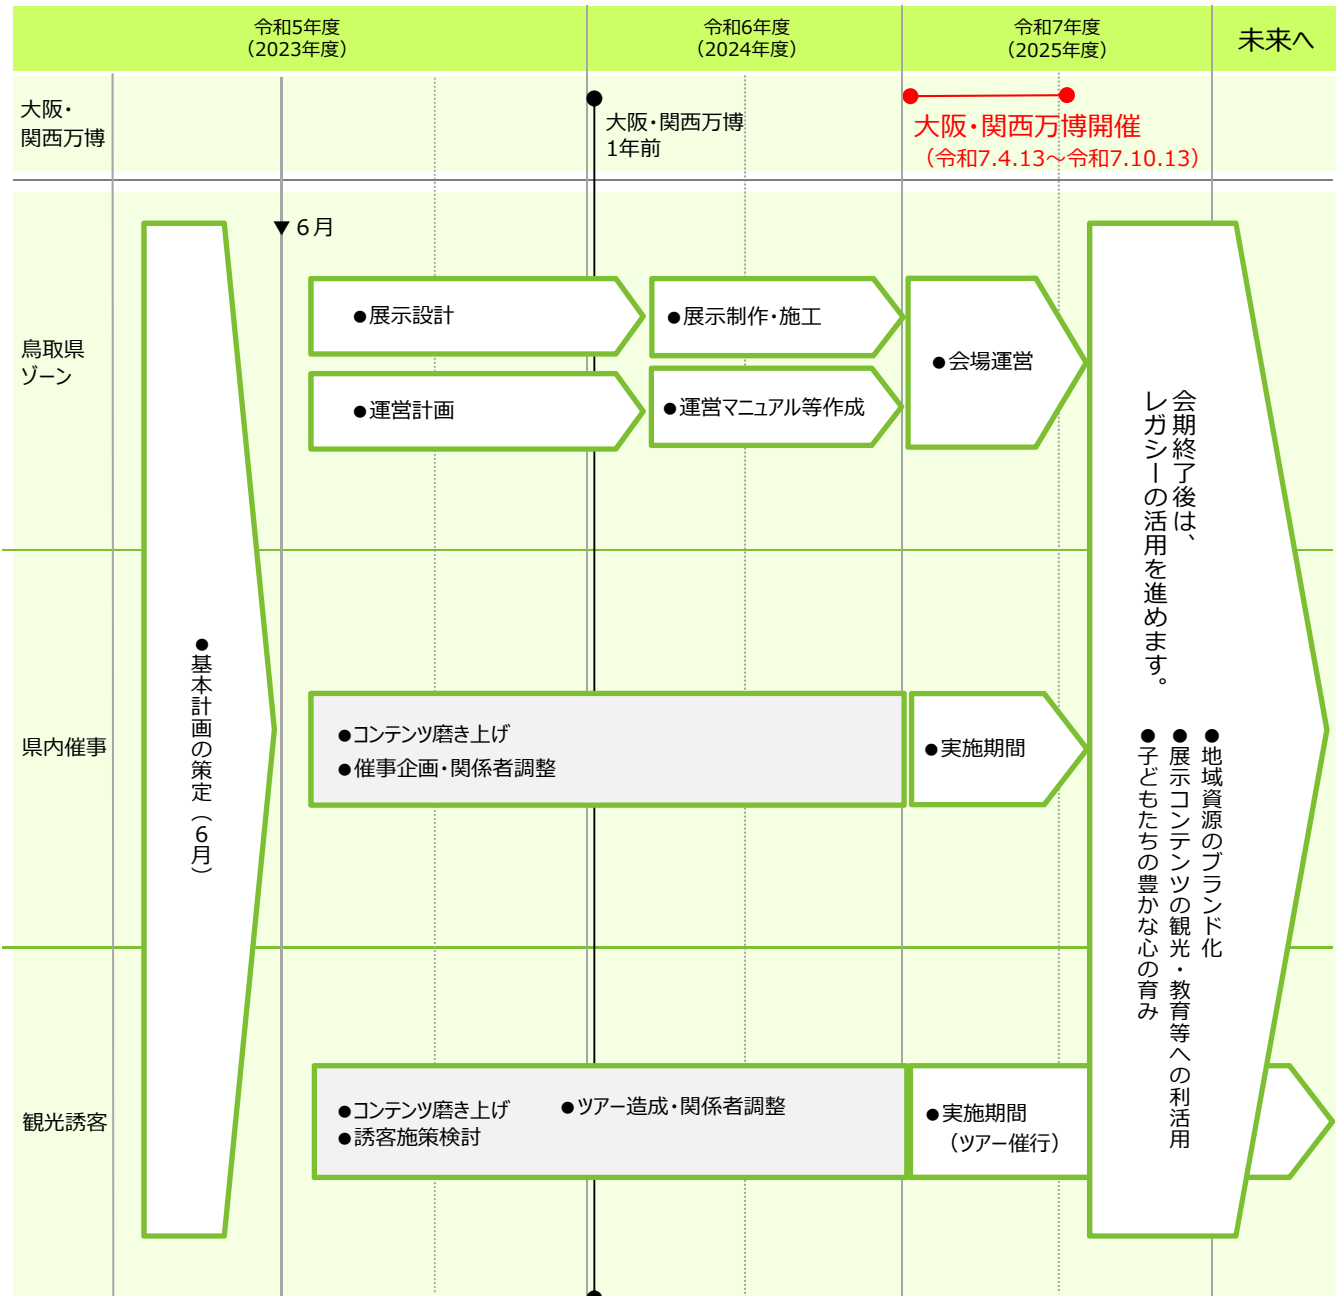 令和5年度
（2023年度）
令和6年度
（2024年度）
令和7年度
（2025年度）
未来へ
大阪・
関西万博
大阪・関西万博
1年前
大阪・関西万博開催
（令和7.4.13～令和7.10.13）
▼6月
鳥取県
ゾーン
●展示設計
●展示制作・施工
●運営計画
●運営マニュアル等作成
●会場運営
●基本計画の策定（6月）
県内催事
●コンテンツ磨き上げ
●催事企画・関係者調整
●実施期間
観光誘客
●コンテンツ磨き上げ
●誘客施策検討
●ツアー造成・関係者調整
●実施期間
（ツアー催行）
会期終了後は、
レガシーの活用を進めます。
●地域資源のブランド化
●展示コンテンツの観光・教育等への利活用
●子どもたちの豊かな心の育み